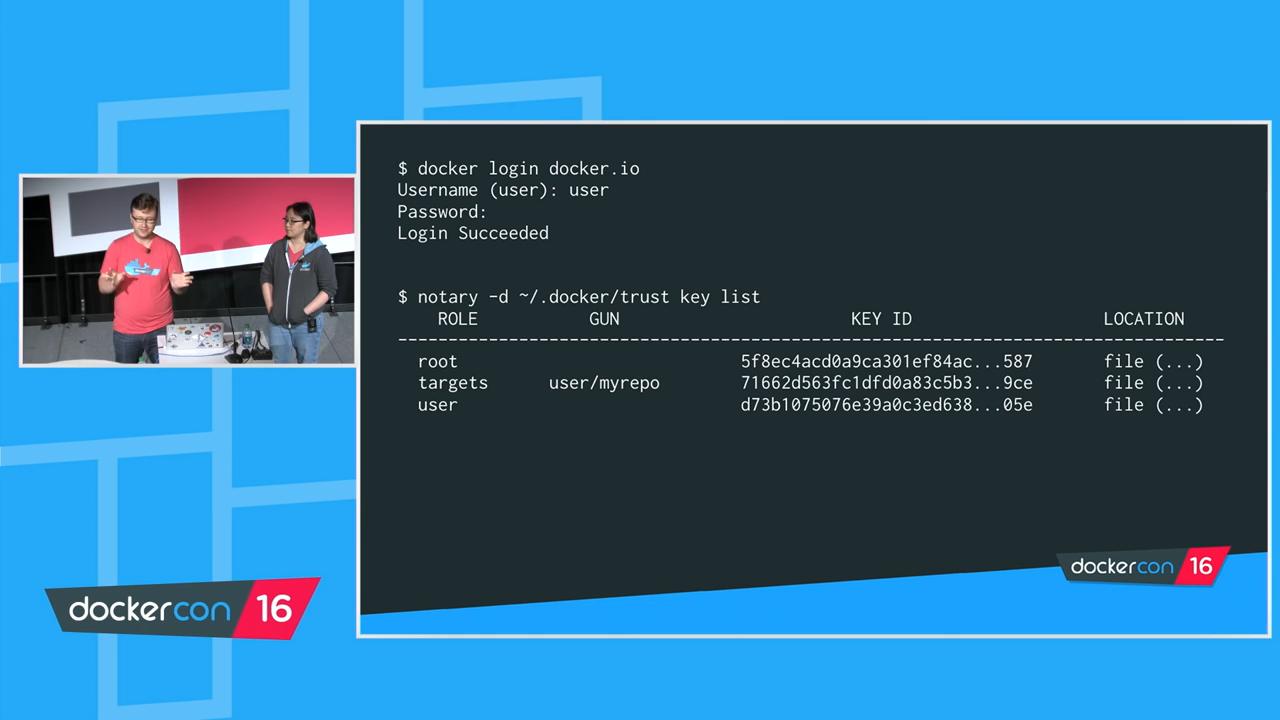 $ docker login docker.io
Username (user): user
Password:
Login Succeeded
$ notary -d ~/.docker/trust key list
ROLE GUN KEY ID LOCATION
--------------------------------------------------------------------------------
root 5f8ec4acd0a9ca301ef84ac...587 file (...)
targets user/myrepo 71662d563fc1dfd0a83c5b3...9ce file (...)
user d73b1075076e39a0c3ed638...05e file (...)
dockercon 16
dockercon 16